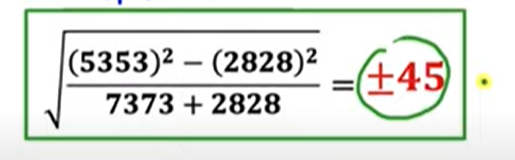 √(((5353)² − (2828)²) / (7373 + 2828)) = ±45